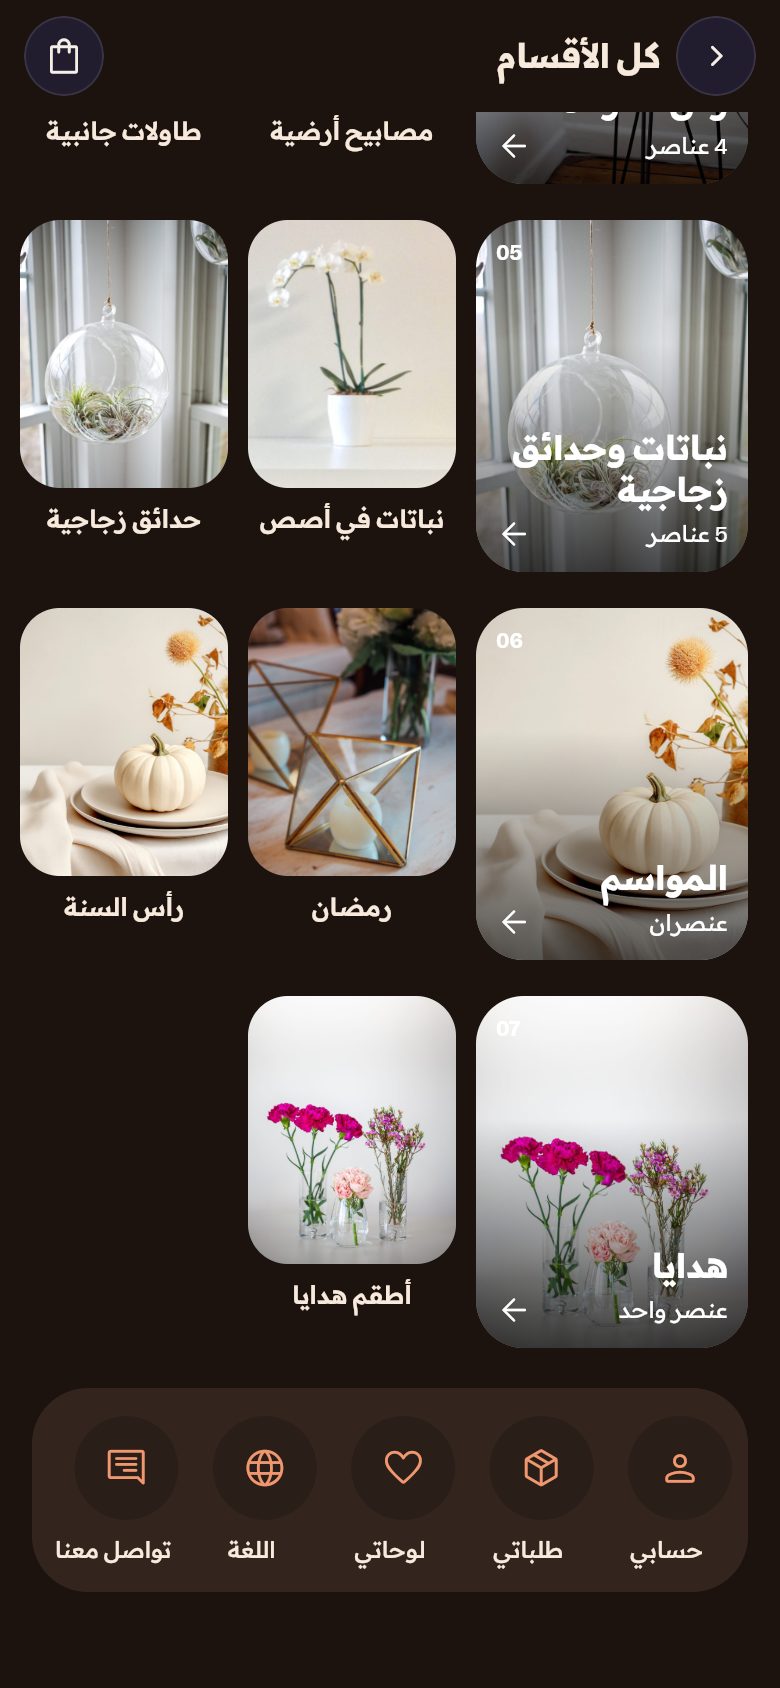 كل الأقسام
4 عناصر
مصابيح أرضية
طاولات جانبية
05
نباتات وحدائق
زجاجية
5 عناصر
نباتات في أصص
حدائق زجاجية
06
المواسم
عنصران
رمضان
رأس السنة
07
هدايا
عنصر واحد
أطقم هدايا
حسابي
طلباتي
لوحاتي
اللغة
تواصل معنا